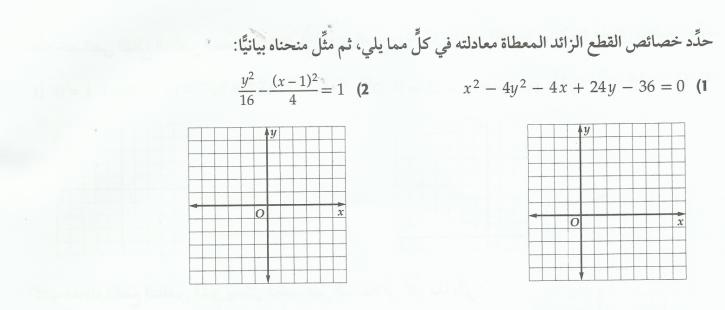 حدِّد خصائص القطع الزائد المعطاة معادلته في كلٍّ مما يلي، ثم مثِّل منحناه بيانيًّا:
1) x² − 4y² − 4x + 24y − 36 = 0
2) y²/16 − (x − 1)²/4 = 1
y
O
x
y
O
x